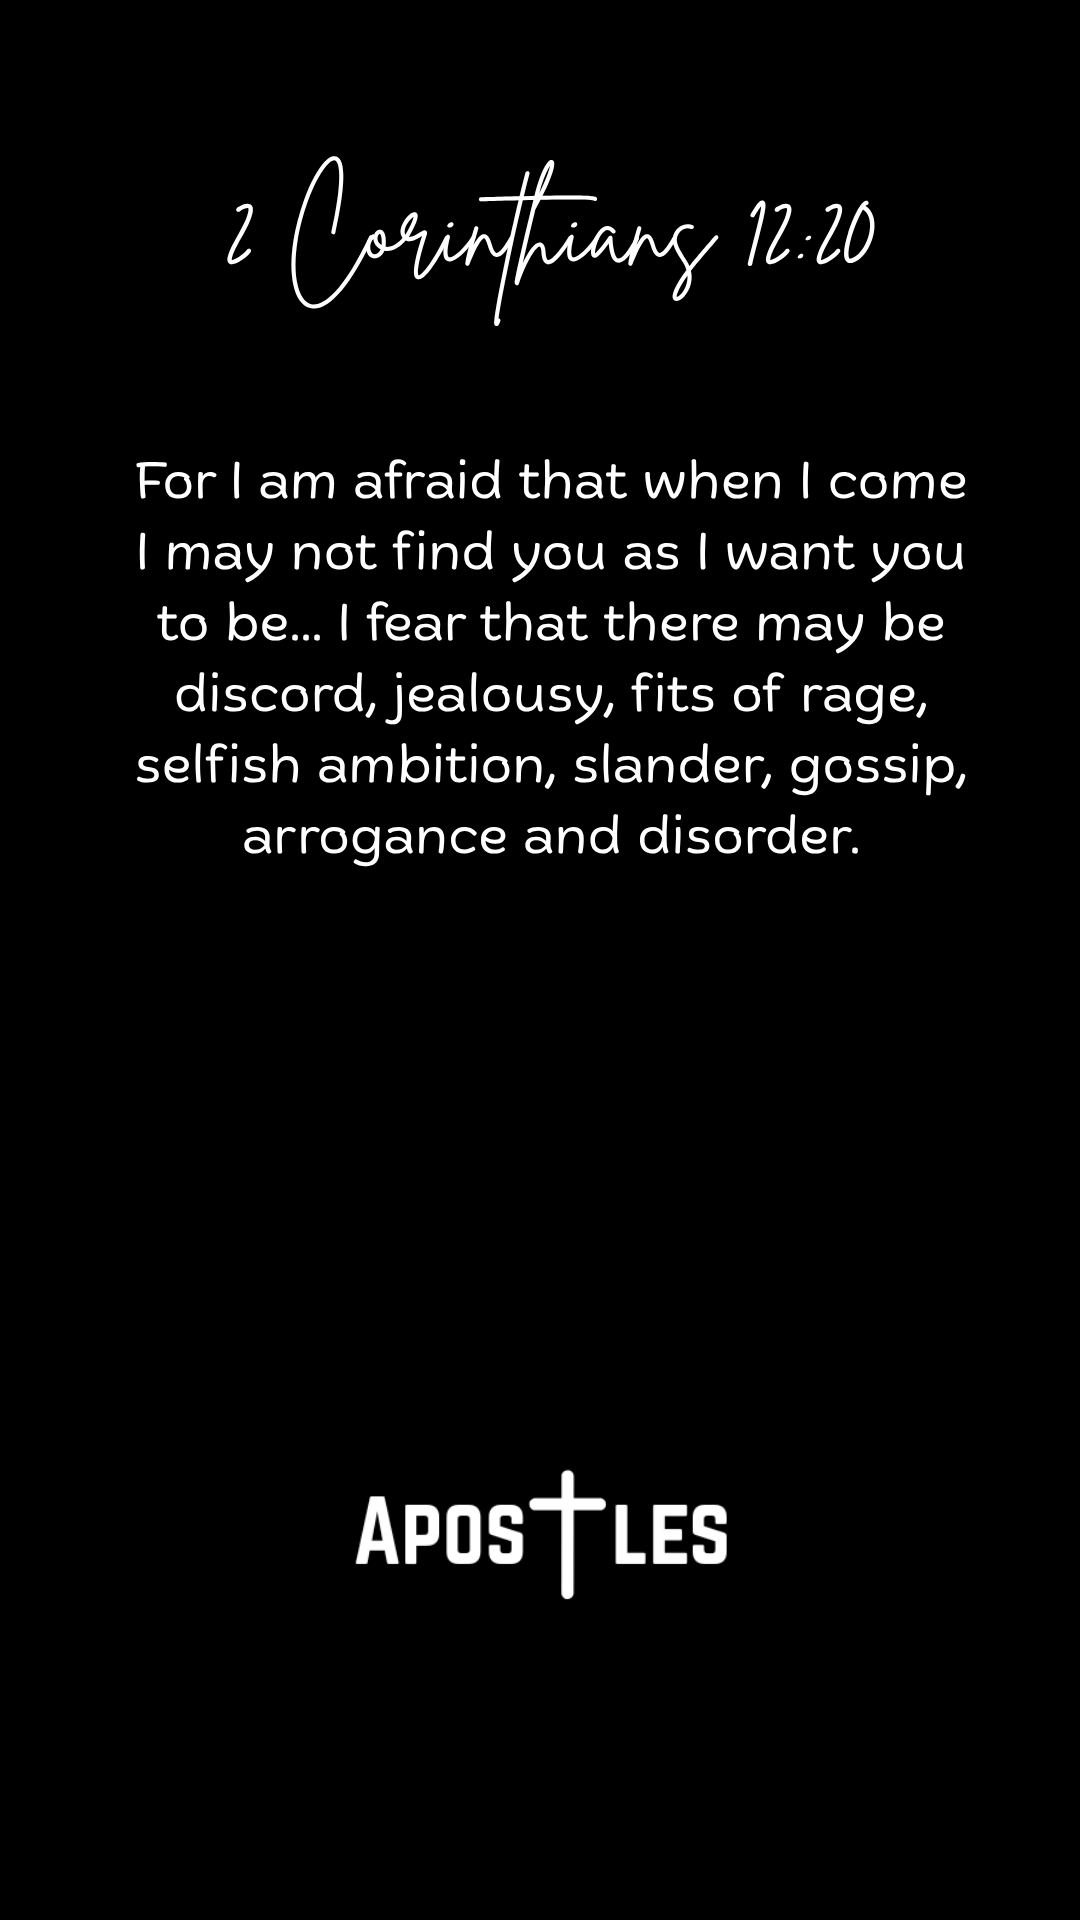 2 Corinthians 12:20
For I am afraid that when I come
I may not find you as I want you
to be... I fear that there may be
discord, jealousy, fits of rage,
selfish ambition, slander, gossip,
arrogance and disorder.
APOSTLES